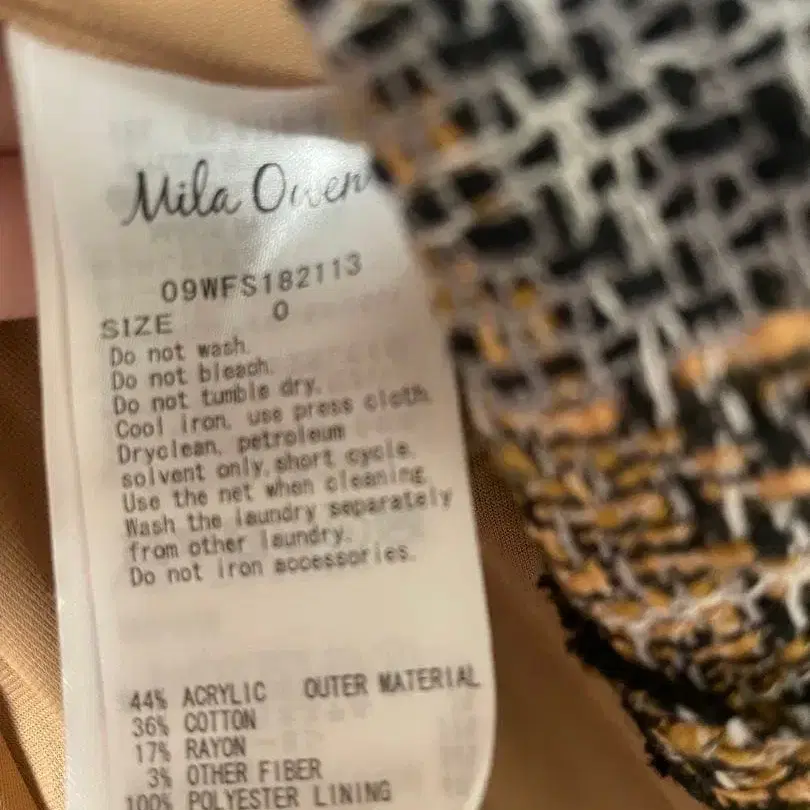 Mila Owen
09WFS182113
SIZE 0
Do not wash.
Do not bleach.
Do not tumble dry.
Cool iron, use press cloth.
Dryclean, petroleum
solvent only, short cycle.
Use the net when cleaning.
Wash the laundry separately
from other laundry.
Do not iron accessories.
44% ACRYLIC OUTER MATERIAL
36% COTTON
17% RAYON
3% OTHER FIBER
100% POLYESTER LINING